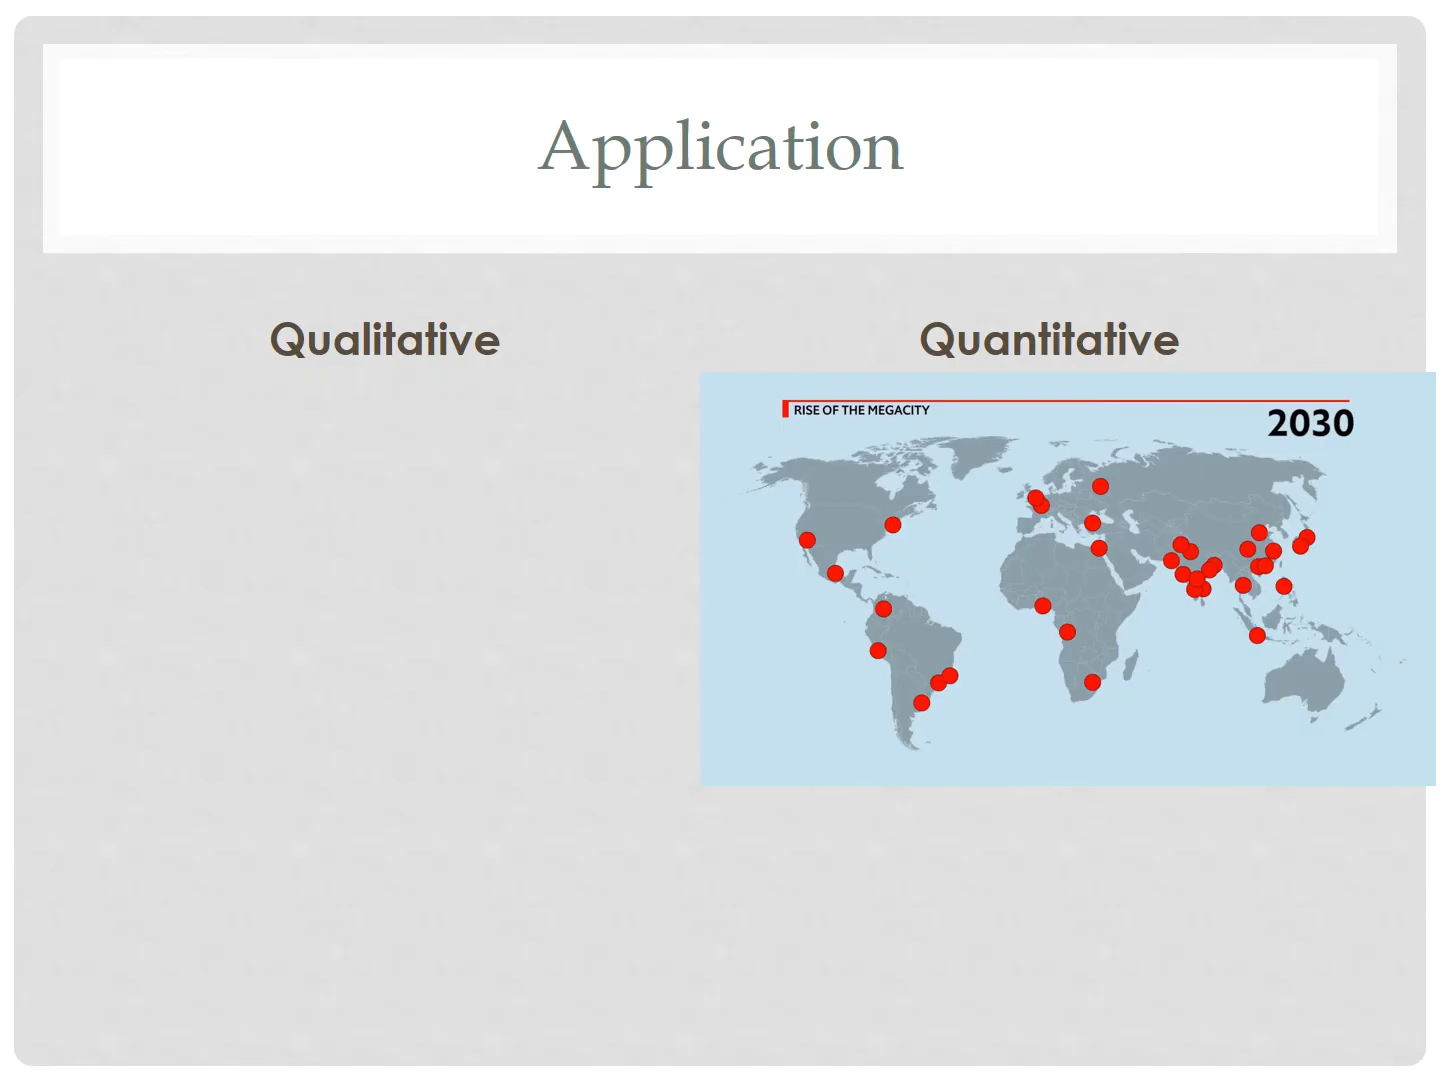 Application
Qualitative
Quantitative
RISE OF THE MEGACITY
2030